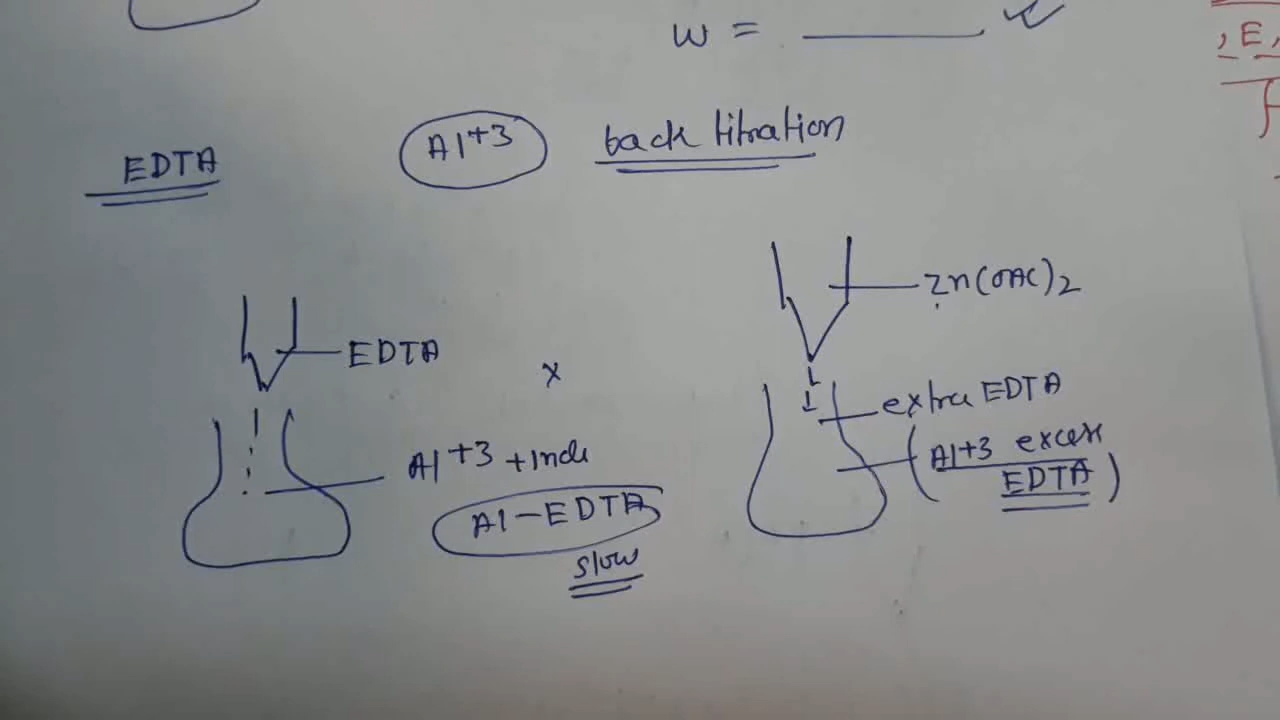 w =
, E,
EDTA
Al+3
back titration
EDTA
x
Al+3 + Ind
Al-EDTA
slow
Zn(OAC)2
extra EDTA
(Al+3 excess
EDTA)